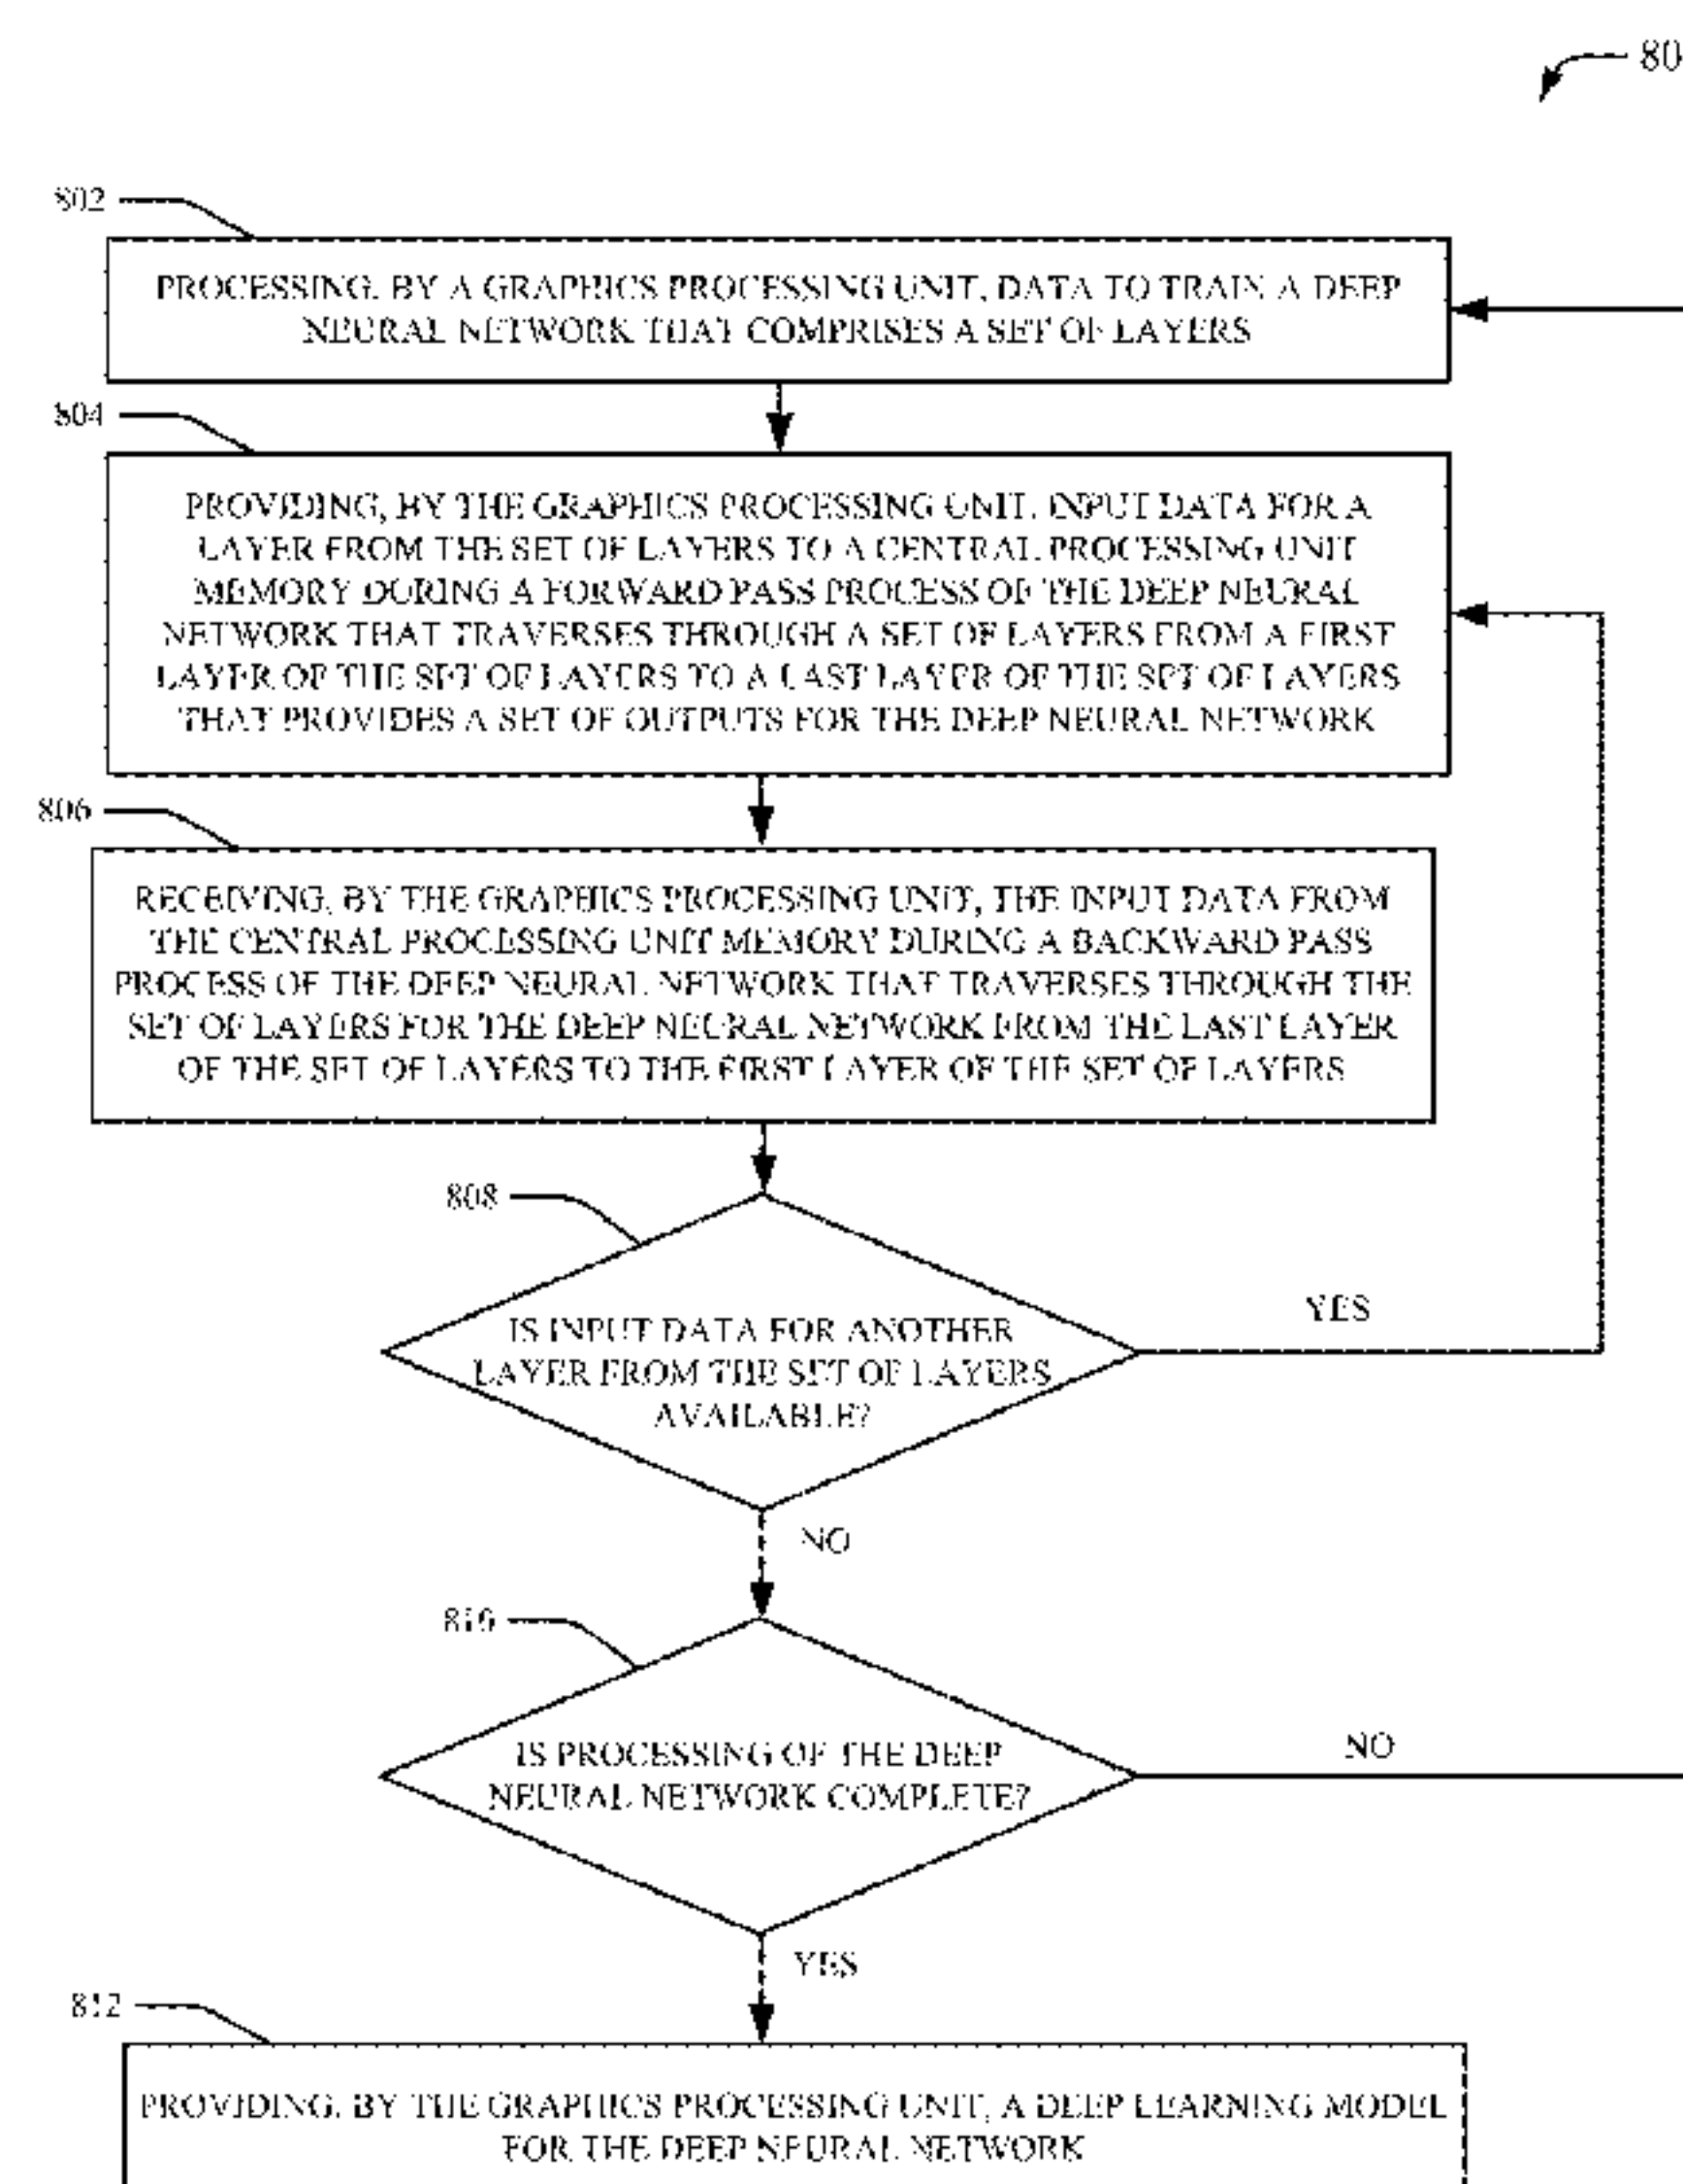 80
802
PROCESSING, BY A GRAPHICS PROCESSING UNIT, DATA TO TRAIN A DEEP
NEURAL NETWORK THAT COMPRISES A SET OF LAYERS
804
PROVIDING, BY THE GRAPHICS PROCESSING UNIT, INPUT DATA FOR A
LAYER FROM THE SET OF LAYERS TO A CENTRAL PROCESSING UNIT
MEMORY DURING A FORWARD PASS PROCESS OF THE DEEP NEURAL
NETWORK THAT TRAVERSES THROUGH A SET OF LAYERS FROM A FIRST
LAYER OF THE SET OF LAYERS TO A LAST LAYER OF THE SET OF LAYERS
THAT PROVIDES A SET OF OUTPUTS FOR THE DEEP NEURAL NETWORK
806
RECEIVING, BY THE GRAPHICS PROCESSING UNIT, THE INPUT DATA FROM
THE CENTRAL PROCESSING UNIT MEMORY DURING A BACKWARD PASS
PROCESS OF THE DEEP NEURAL NETWORK THAT TRAVERSES THROUGH THE
SET OF LAYERS FOR THE DEEP NEURAL NETWORK FROM THE LAST LAYER
OF THE SET OF LAYERS TO THE FIRST LAYER OF THE SET OF LAYERS
808
IS INPUT DATA FOR ANOTHER
LAYER FROM THE SET OF LAYERS
AVAILABLE?
YES
NO
810
IS PROCESSING OF THE DEEP
NEURAL NETWORK COMPLETE?
NO
YES
812
PROVIDING, BY THE GRAPHICS PROCESSING UNIT, A DEEP LEARNING MODEL
FOR THE DEEP NEURAL NETWORK